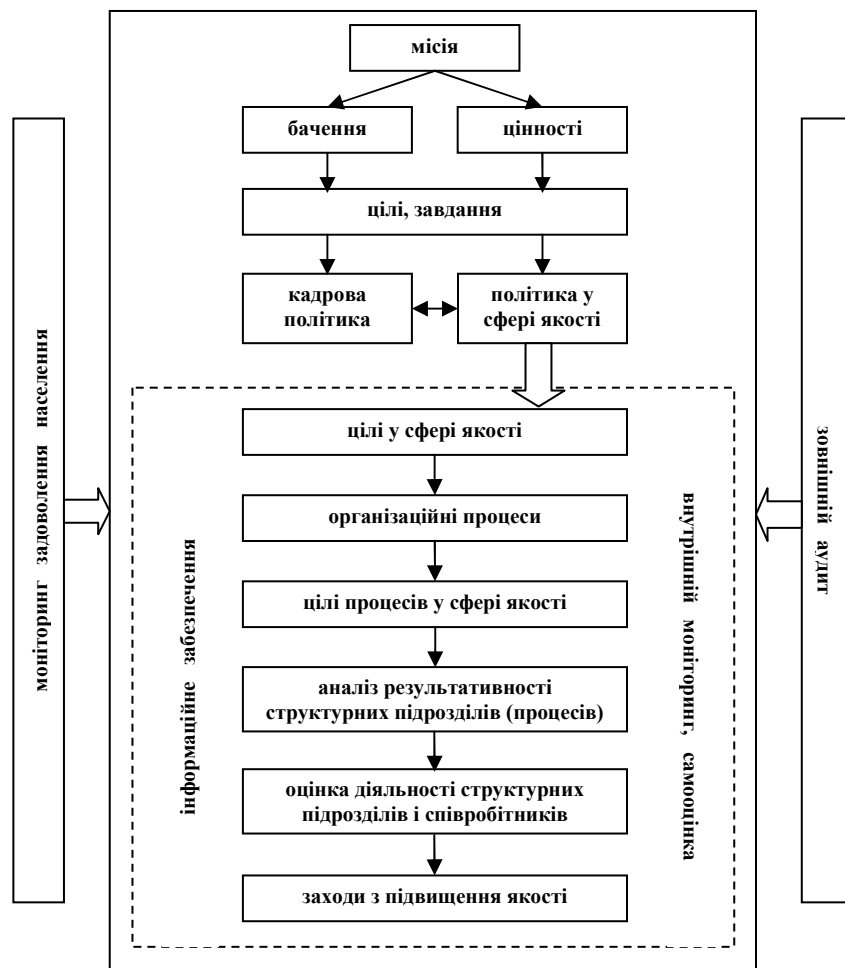 місія
бачення
цінності
цілі, завдання
кадрова
політика
політика у
сфері якості
цілі у сфері якості
організаційні процеси
цілі процесів у сфері якості
аналіз результативності
структурних підрозділів (процесів)
оцінка діяльності структурних
підрозділів і співробітників
заходи з підвищення якості
моніторинг задоволення населення
інформаційне забезпечення
внутрішній моніторинг, самооцінка
зовнішній аудит